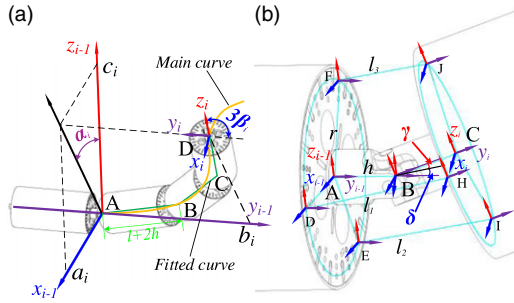 (a)
z_{i-1}
c_i
Main curve
z_i
3β_i
α_i
y_i
D
x_i
C
A
B
y_{i-1}
l+2h
b_i
a_i
Fitted curve
x_{i-1}
(b)
l_3
J
F
r
γ
z_{i-1}
h
z_i
C
x_{i-1}
A
y_{i-1}
B
x_i
y_i
H
D
l_1
δ
I
E
l_2